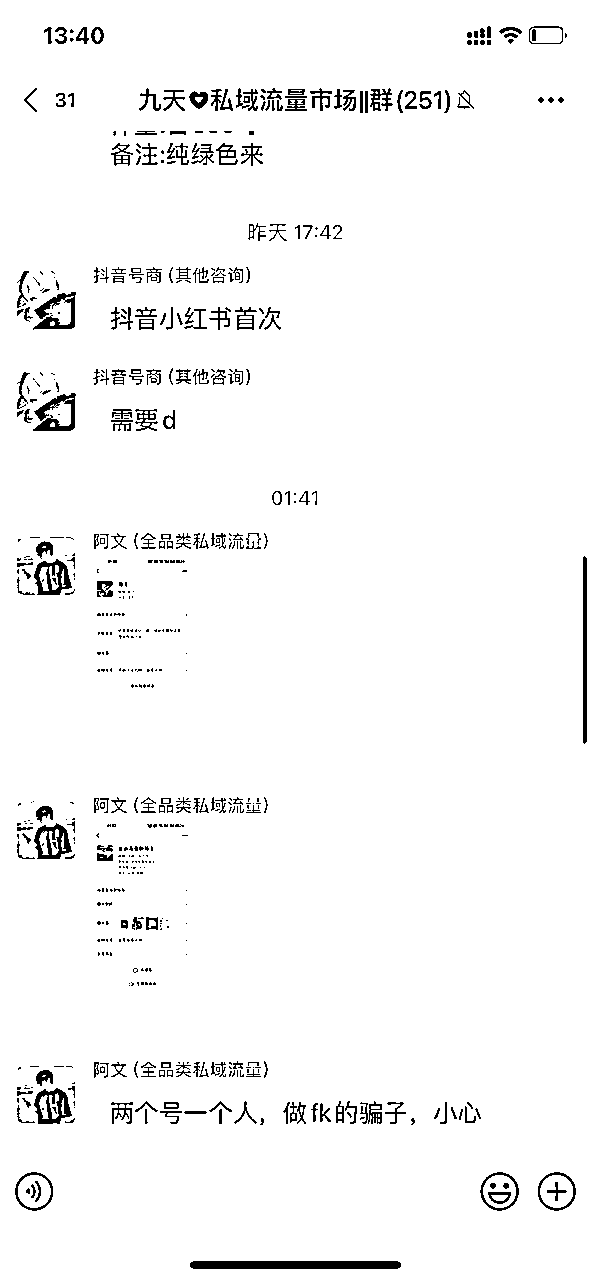 13:40
31
九天❤私域流量市场||群(251)
备注:纯绿色来
昨天 17:42
抖音号商 (其他咨询)
抖音小红书首次
抖音号商 (其他咨询)
需要d
01:41
阿文 (全品类私域流量)
阿文 (全品类私域流量)
阿文 (全品类私域流量)
两个号一个人，做fk的骗子，小心